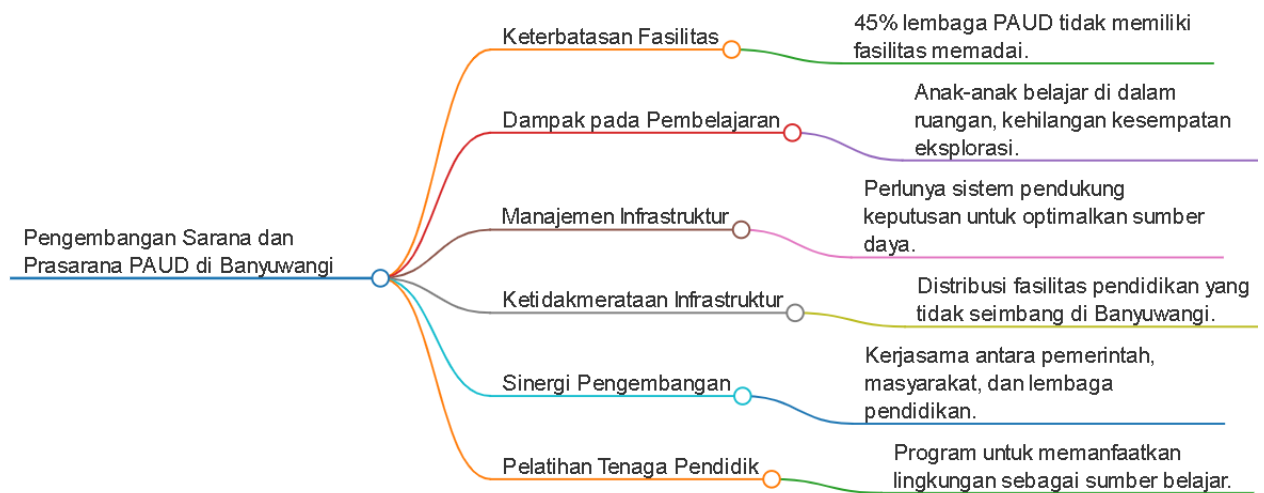 Pengembangan Sarana dan
Prasarana PAUD di Banyuwangi
Keterbatasan Fasilitas
45% lembaga PAUD tidak memiliki
fasilitas memadai.
Dampak pada Pembelajaran
Anak-anak belajar di dalam
ruangan, kehilangan kesempatan
eksplorasi.
Manajemen Infrastruktur
Perlunya sistem pendukung
keputusan untuk optimalkan sumber
daya.
Ketidakmerataan Infrastruktur
Distribusi fasilitas pendidikan yang
tidak seimbang di Banyuwangi.
Sinergi Pengembangan
Kerjasama antara pemerintah,
masyarakat, dan lembaga
pendidikan.
Pelatihan Tenaga Pendidik
Program untuk memanfaatkan
lingkungan sebagai sumber belajar.